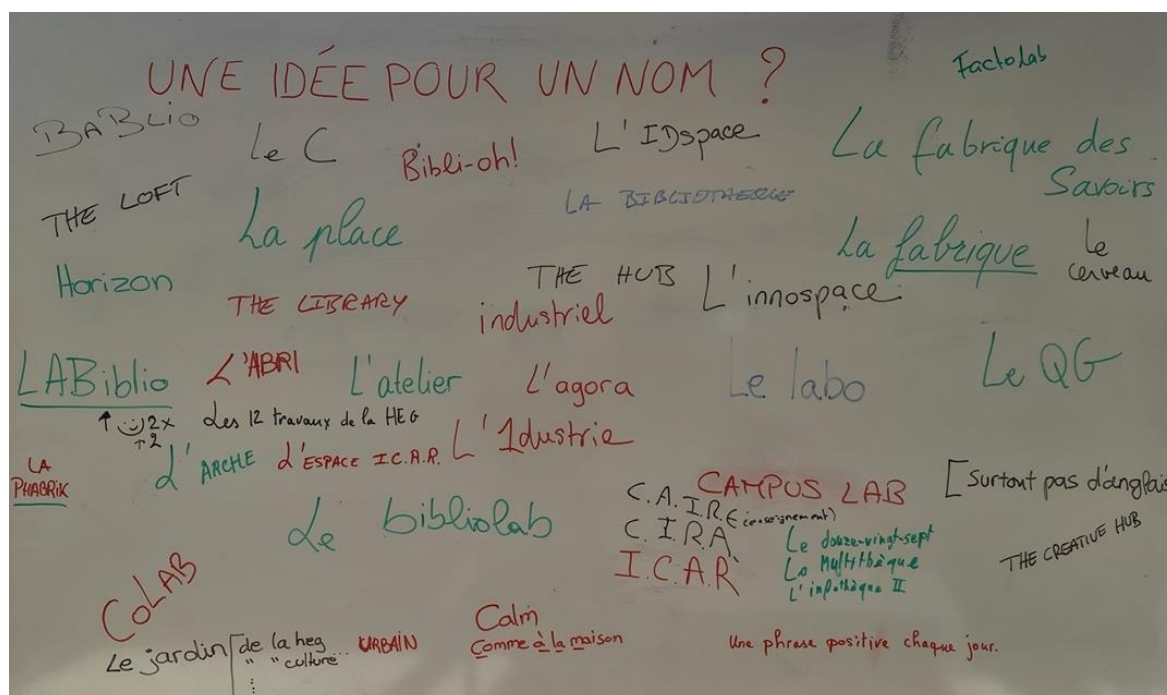 UNE IDÉE POUR UN NOM ?
Factolab
BABLIO
Le C
Bibli-oh!
L'IDspace
La fabrique des
Savoirs
THE LOFT
La place
LA BIBLIOTHEQUE
La fabrique
Le
cerveau
Horizon
THE LIBRARY
THE HUB
industriel
L'innospace
LABiblio
L'ABRI
L'atelier
L'agora
Le labo
Le QG
↑ 2x
↑2
Les 12 travaux de la HEG
L'ARCHE
L'ESPACE I.C.A.R.
L'1dustrie
LA
PHABRIK
Le bibliolab
CAMPUS LAB
[Surtout pas d'anglais
C.A.I.R.E (enseignement)
C.I.R.A.
I.C.A.R
Le douze-vingt-sept
La Multithèque
L'infothèque II
THE CREATIVE HUB
CoLAB
Le jardin [de la heg... URBAIN
" " culture
Calm
Comme à la maison
Une phrase positive chaque jour.